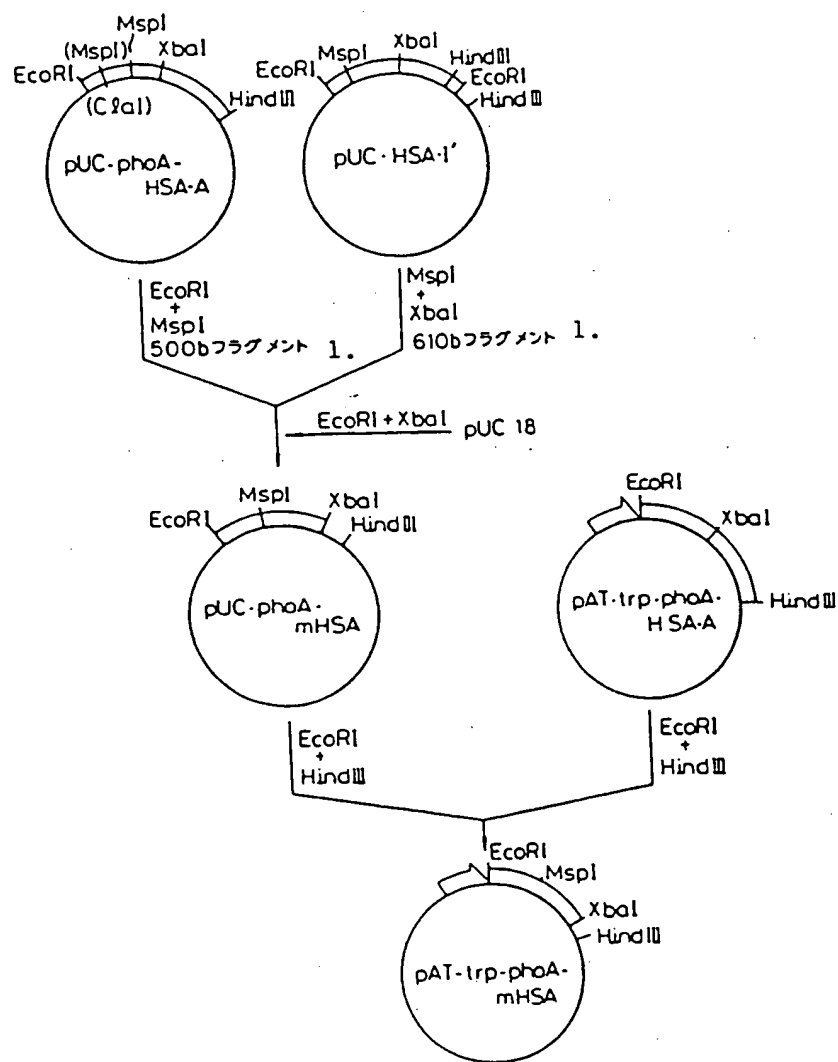 MspI
(MspI)
XbaI
EcoRI
(ClaI)
HindIII
pUC-phoA-
HSA-A
EcoRI
MspI
XbaI
HindIII
EcoRI
HindIII
pUC・HSA・I'
EcoRI
+
MspI
500bフラグメント 1.
MspI
+
XbaI
610bフラグメント 1.
EcoRI+XbaI
pUC 18
EcoRI
MspI
XbaI
HindIII
pUC-phoA-
mHSA
EcoRI
XbaI
HindIII
pAT-trp-phoA-
HSA-A
EcoRI
+
HindIII
EcoRI
+
HindIII
EcoRI
MspI
XbaI
HindIII
pAT-trp-phoA-
mHSA